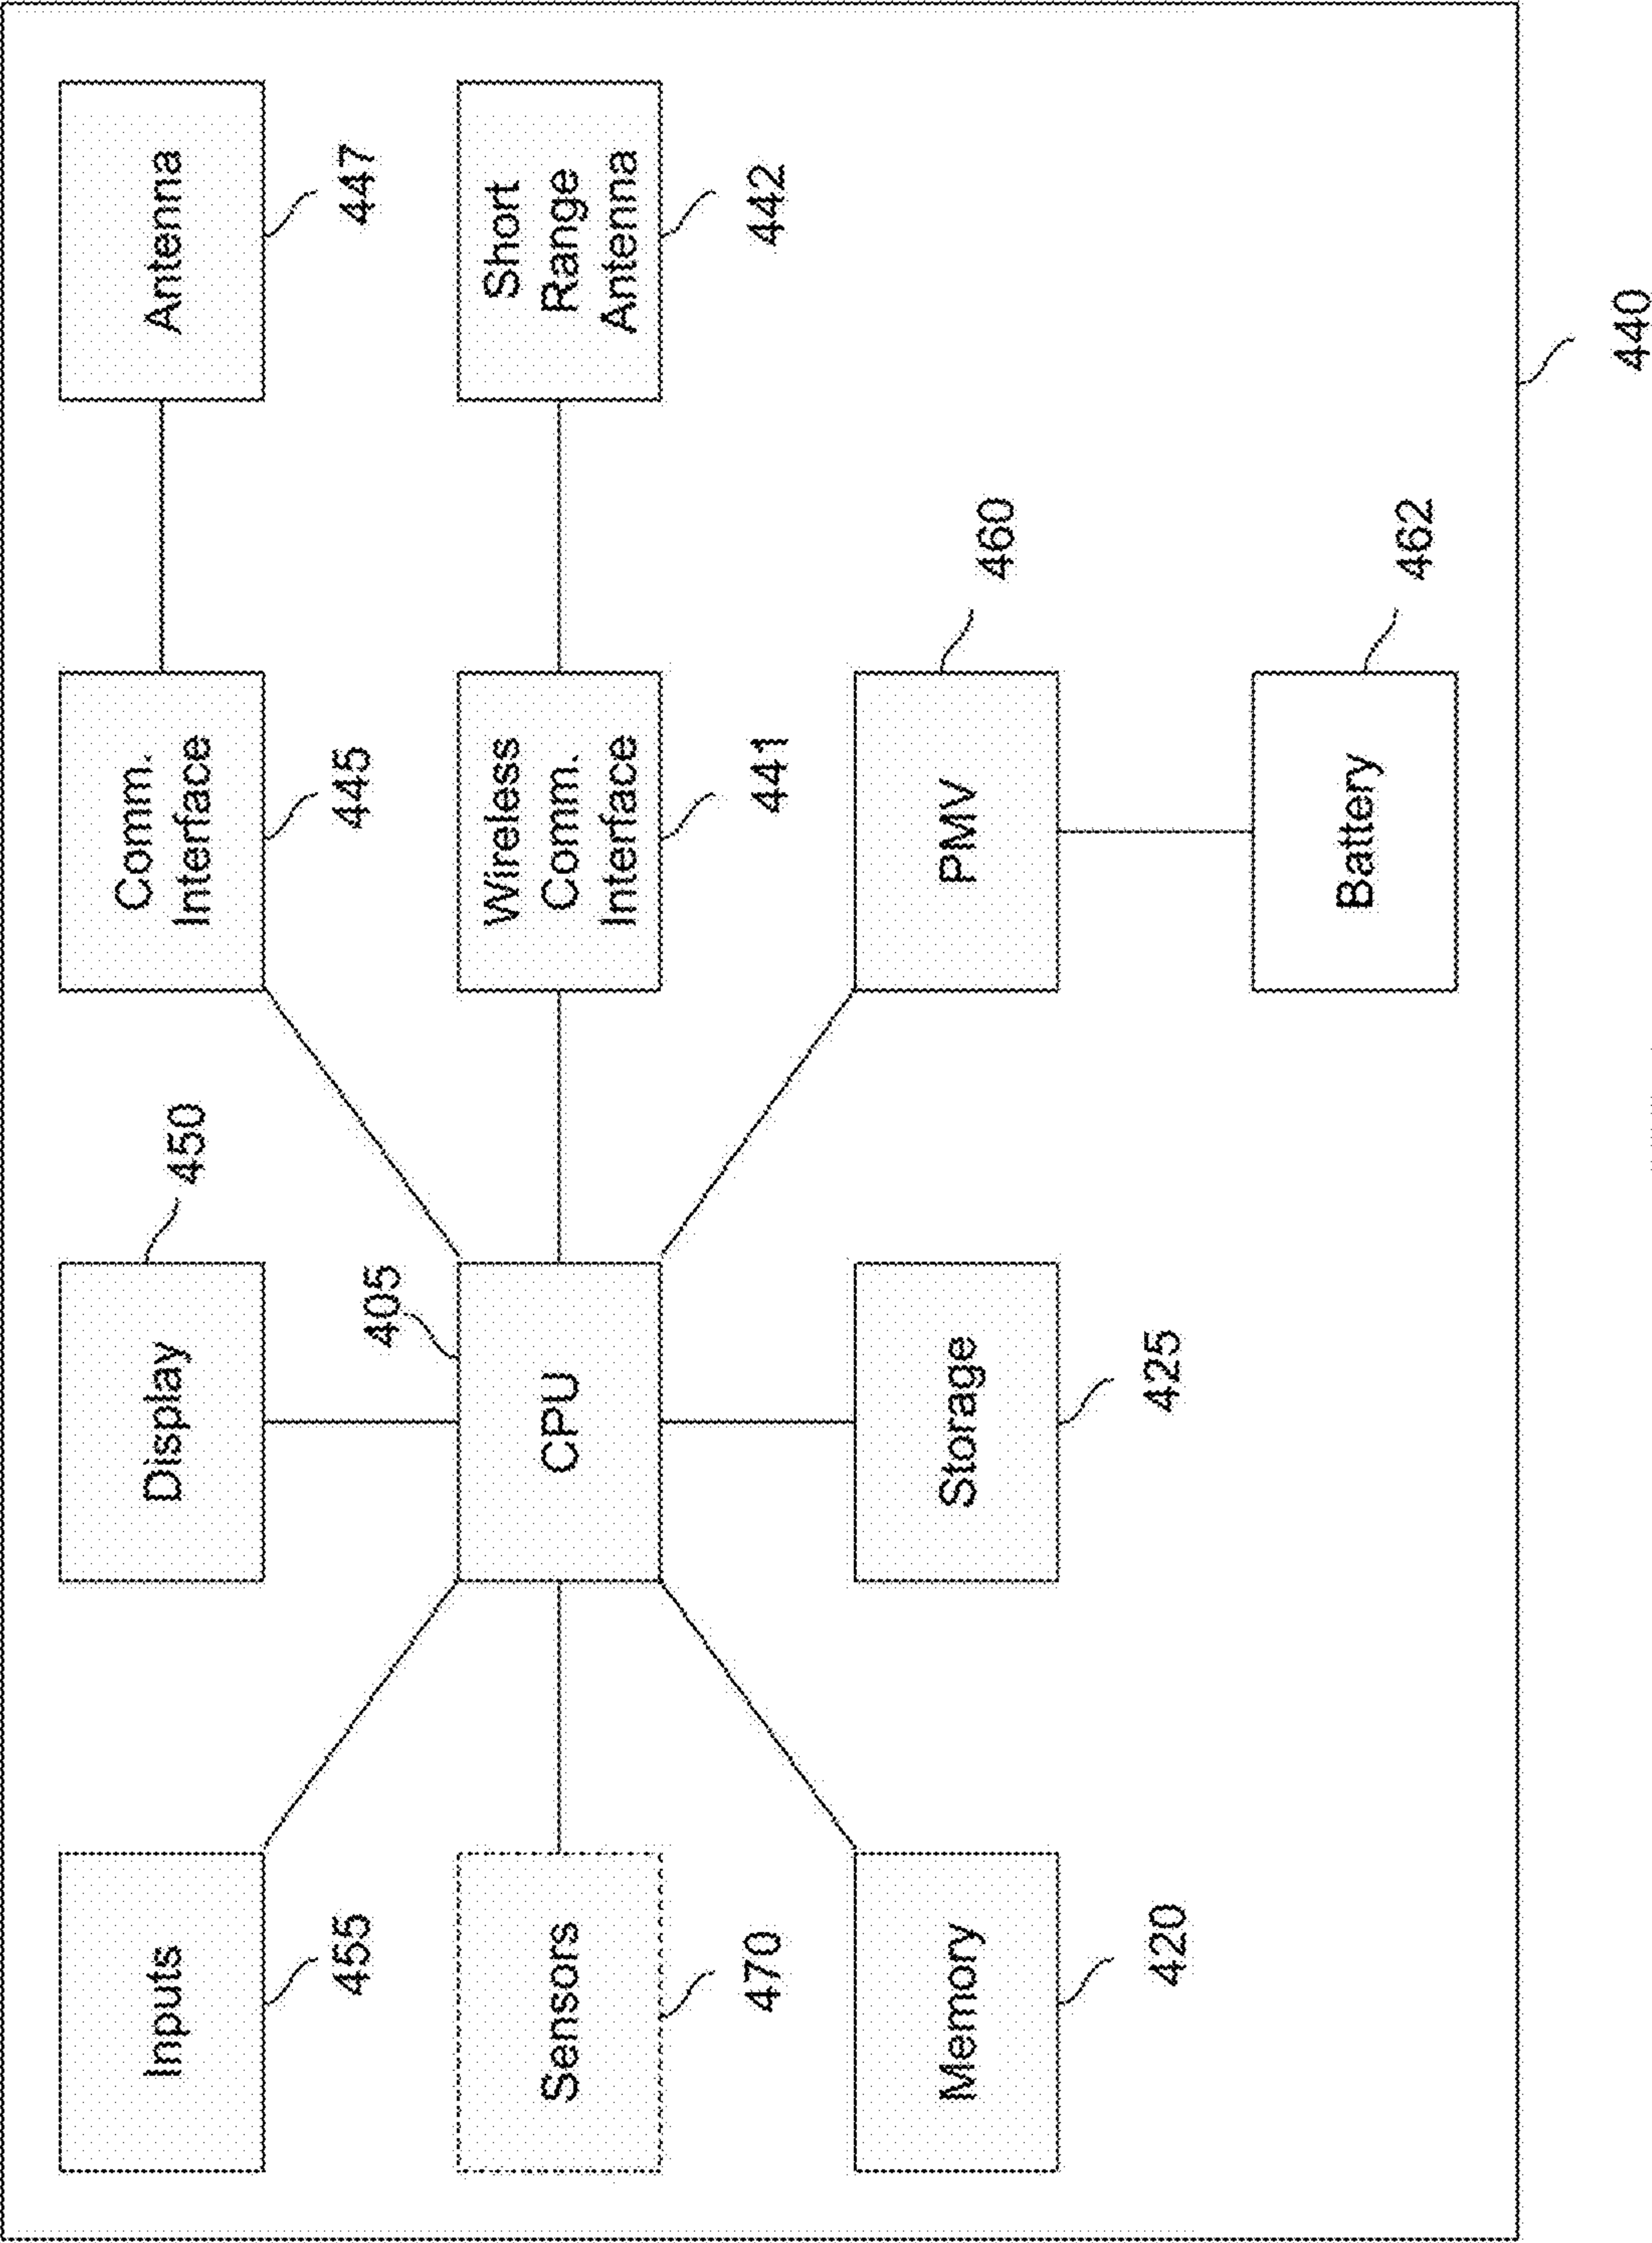 Inputs
455
Display
450
Comm.
Interface
445
Antenna
447
Sensors
470
CPU
405
Wireless
Comm.
Interface
441
Short
Range
Antenna
442
Memory
420
Storage
425
PMV
460
Battery
462
440